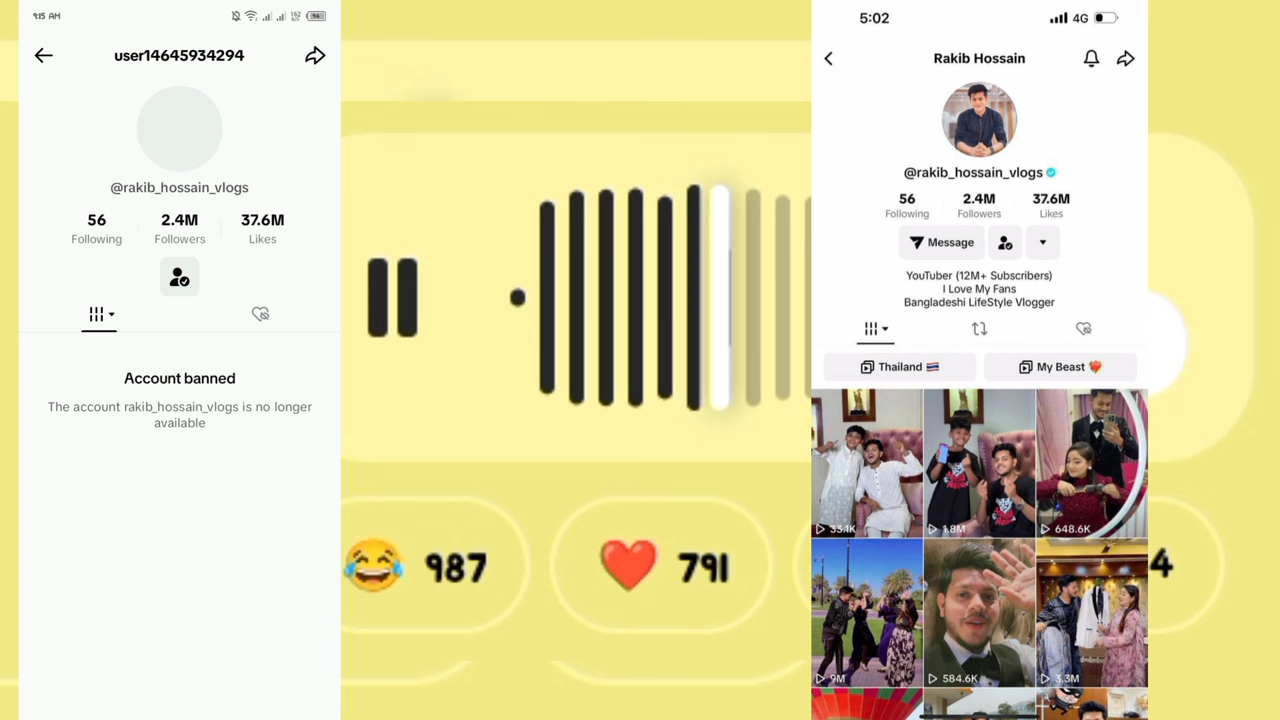 9:15 AM
162
K/s
94
user14645934294
@rakib_hossain_vlogs
56
2.4M
37.6M
Following
Followers
Likes
Account banned
The account rakib_hossain_vlogs is no longer
available
987
791
4
5:02
4G
Rakib Hossain
@rakib_hossain_vlogs
56
2.4M
37.6M
Following
Followers
Likes
Message
YouTuber (12M+ Subscribers)
I Love My Fans
Bangladeshi LifeStyle Vlogger
Thailand 🇹🇭
My Beast ❤️‍🔥
33.1K
1.8M
648.6K
9M
584.6K
3.3M